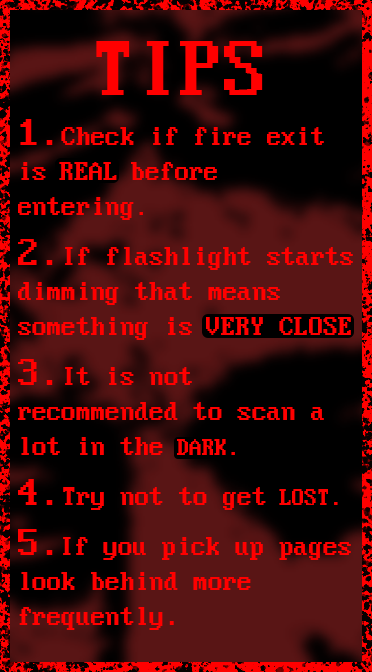 TIPS
1.Check if fire exit
is REAL before
entering.
2.If flashlight starts
dimming that means
something is VERY CLOSE
3.It is not
recommended to scan a
lot in the DARK.
4.Try not to get LOST.
5.If you pick up pages
look behind more
frequently.